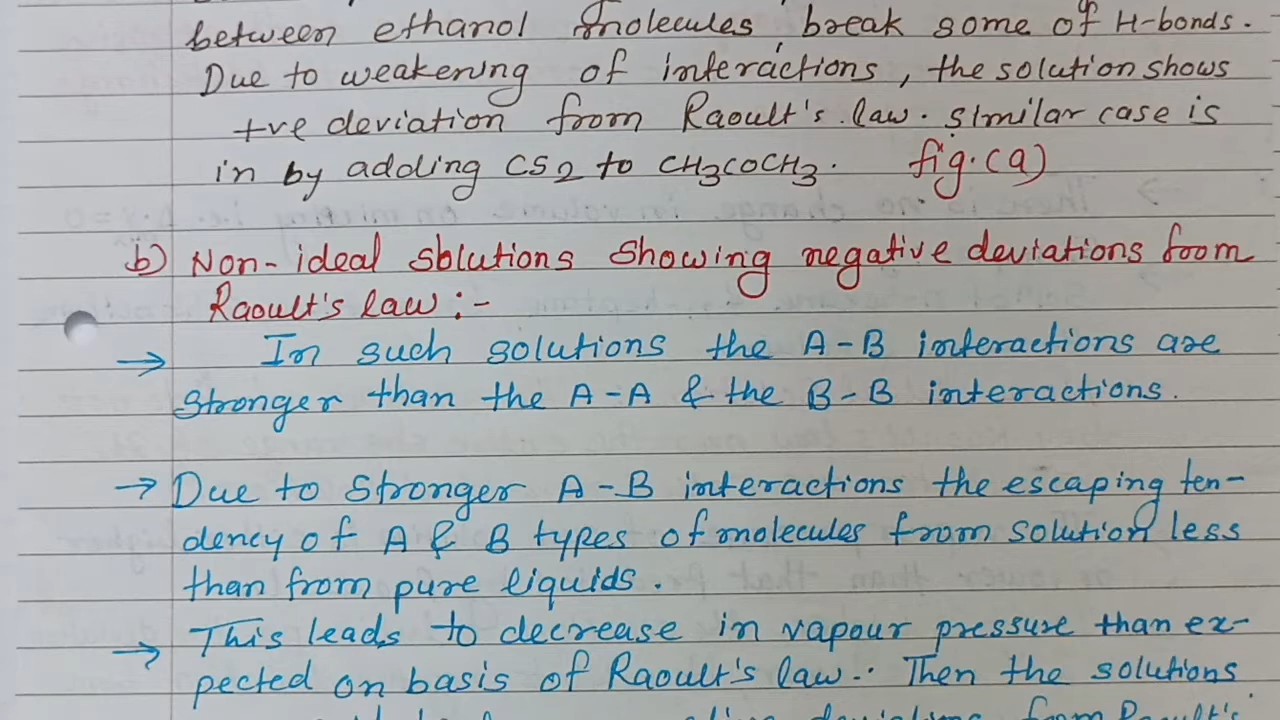 between ethanol molecules, break some of H-bonds.
Due to weakening of interactions, the solution shows
+ve deviation from Raoult's law. Similar case is
in by adding CS2 to CH3COCH3. fig.(a)
b) Non-ideal solutions showing negative deviations from
Raoult's law :-
→ In such solutions the A-B interactions are
stronger than the A-A & the B-B interactions.
→ Due to stronger A-B interactions the escaping ten-
dency of A & B types of molecules from solution less
than from pure liquids.
→ This leads to decrease in vapour pressure than ex-
pected on basis of Raoult's law.. Then the solutions
deviations from Raoult's